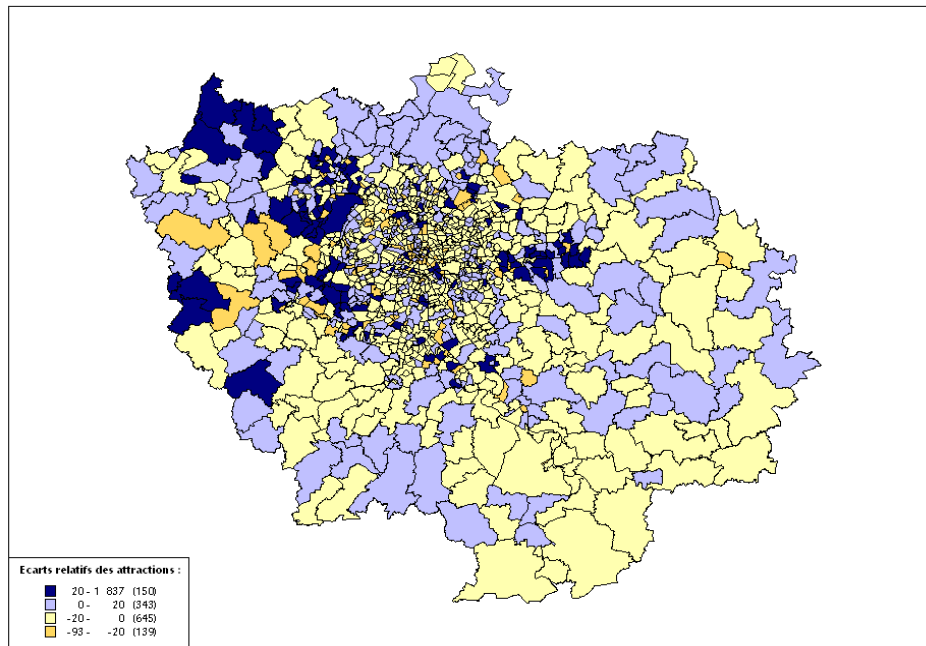 Ecarts relatifs des attractions :
20 - 1 837 (150)
0 - 20 (343)
-20 - 0 (645)
-93 - -20 (139)